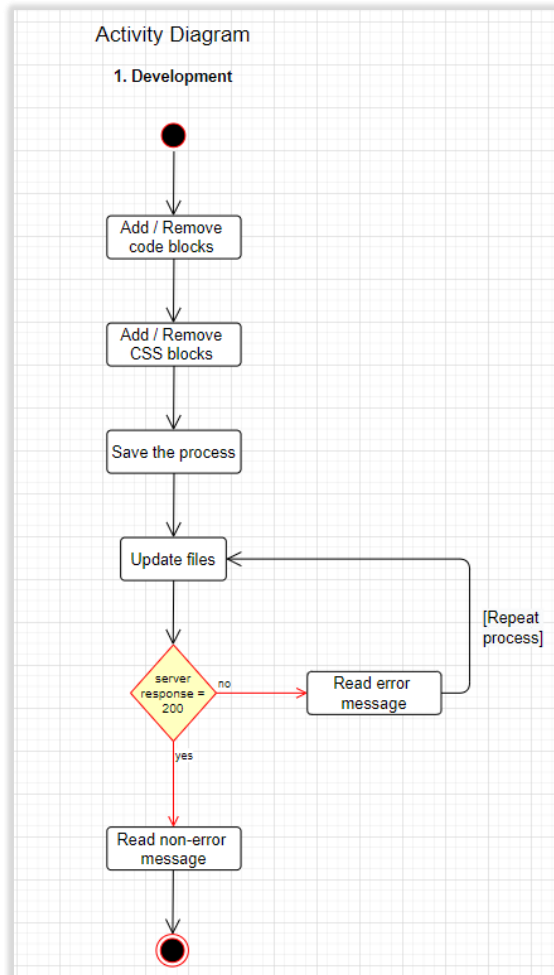 Activity Diagram
1. Development
Add / Remove
code blocks
Add / Remove
CSS blocks
Save the process
Update files
[Repeat
process]
server
response =
200
no
Read error
message
yes
Read non-error
message